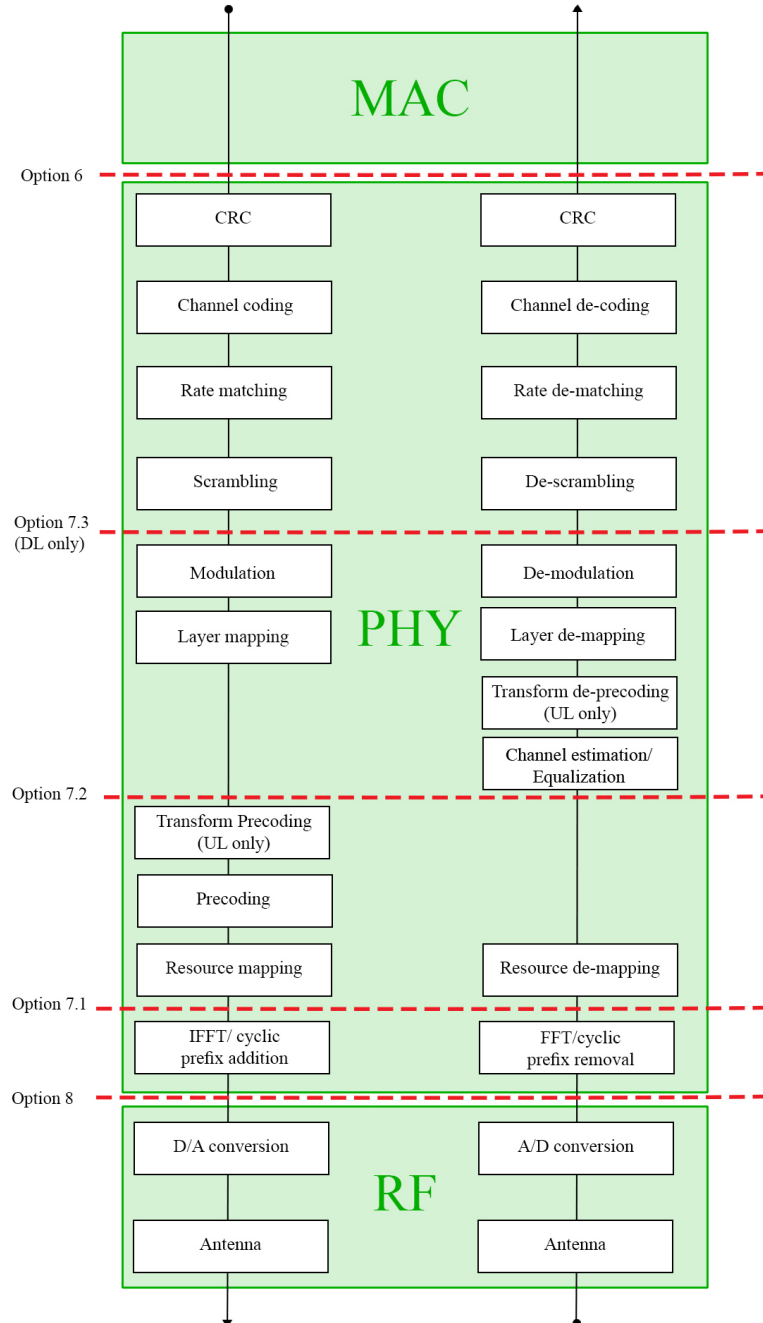 MAC
Option 6
CRC
CRC
Channel coding
Channel de-coding
Rate matching
Rate de-matching
Scrambling
De-scrambling
Option 7.3
(DL only)
Modulation
De-modulation
PHY
Layer mapping
Layer de-mapping
Transform de-precoding
(UL only)
Channel estimation/
Equalization
Option 7.2
Transform Precoding
(UL only)
Precoding
Resource mapping
Resource de-mapping
Option 7.1
IFFT/ cyclic
prefix addition
FFT/cyclic
prefix removal
Option 8
D/A conversion
A/D conversion
RF
Antenna
Antenna